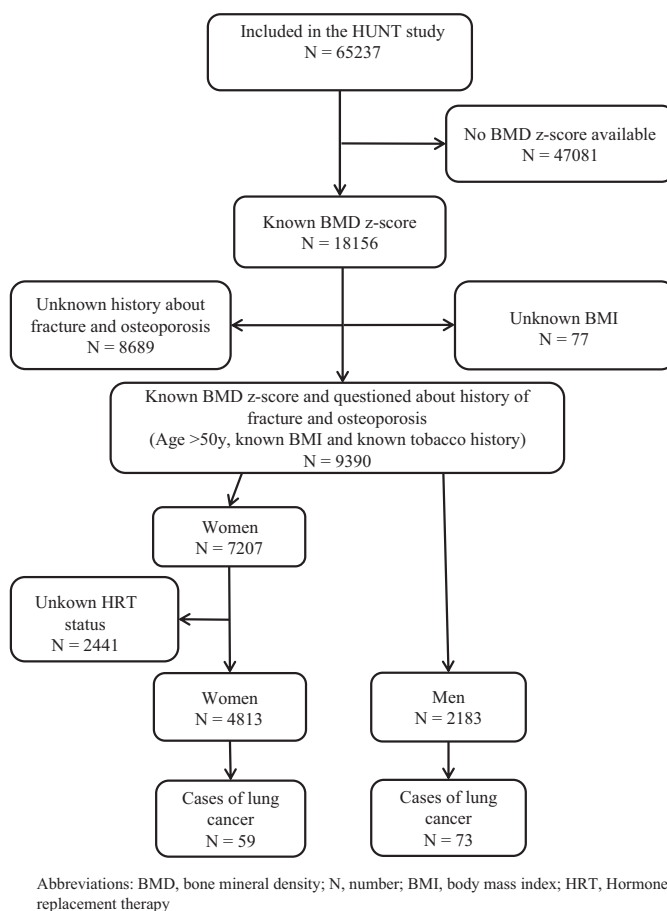 Included in the HUNT study
N = 65237
No BMD z-score available
N = 47081
Known BMD z-score
N = 18156
Unknown history about
fracture and osteoporosis
N = 8689
Unknown BMI
N = 77
Known BMD z-score and questioned about history of
fracture and osteoporosis
(Age >50y, known BMI and known tobacco history)
N = 9390
Women
N = 7207
Unkown HRT
status
N = 2441
Women
N = 4813
Men
N = 2183
Cases of lung
cancer
N = 59
Cases of lung
cancer
N = 73
Abbreviations: BMD, bone mineral density; N, number; BMI, body mass index; HRT, Hormone
replacement therapy